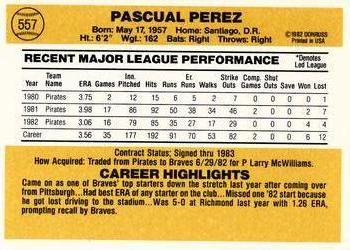 557
PASCUAL PEREZ
Born: May 17, 1957 Home: Santiago, D.R.
Ht.: 6'2" Wgt.: 162 Bats: Right Throws: Right
©1982 DONRUSS
Printed in USA
RECENT MAJOR LEAGUE PERFORMANCE
*Denotes Led League
Year Team Name ERA Games Inn. Pitched Hits Runs Er. Runs Walks Strike Outs Comp. Games Shut Outs Save Won Lost
1980 Pirates 3.75 2 12 15 6 5 2 7 0 0 0 0 1
1981 Pirates 3.98 17 86 92 50 38 34 46 2 0 0 2 7
1982 Braves 3.06 16 79 85 35 27 17 29 0 0 0 4 4
Career 3.56 35 177 192 91 70 53 82 2 0 0 6 12
Contract Status: Signed thru 1983
How Acquired: Traded from Pirates to Braves 6/29/82 for P Larry McWilliams.
CAREER HIGHLIGHTS
Came on as one of Braves' top starters down the stretch last year after coming over
from Pittsburgh...Had best ERA of any starter on the club...Missed one '82 start because
he got lost driving to the stadium...Was 5-0 at Richmond last year with 1.26 ERA,
prompting recall by Braves.